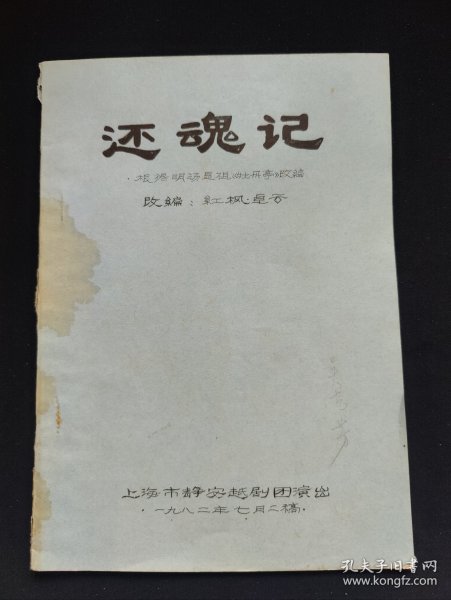 还魂记
·根据明汤显祖《牡丹亭》改编
改编：红枫·卓云
上海市静安越剧团演出
·一九八二年七月二稿·
孔夫子旧书网
www.kongfz.com